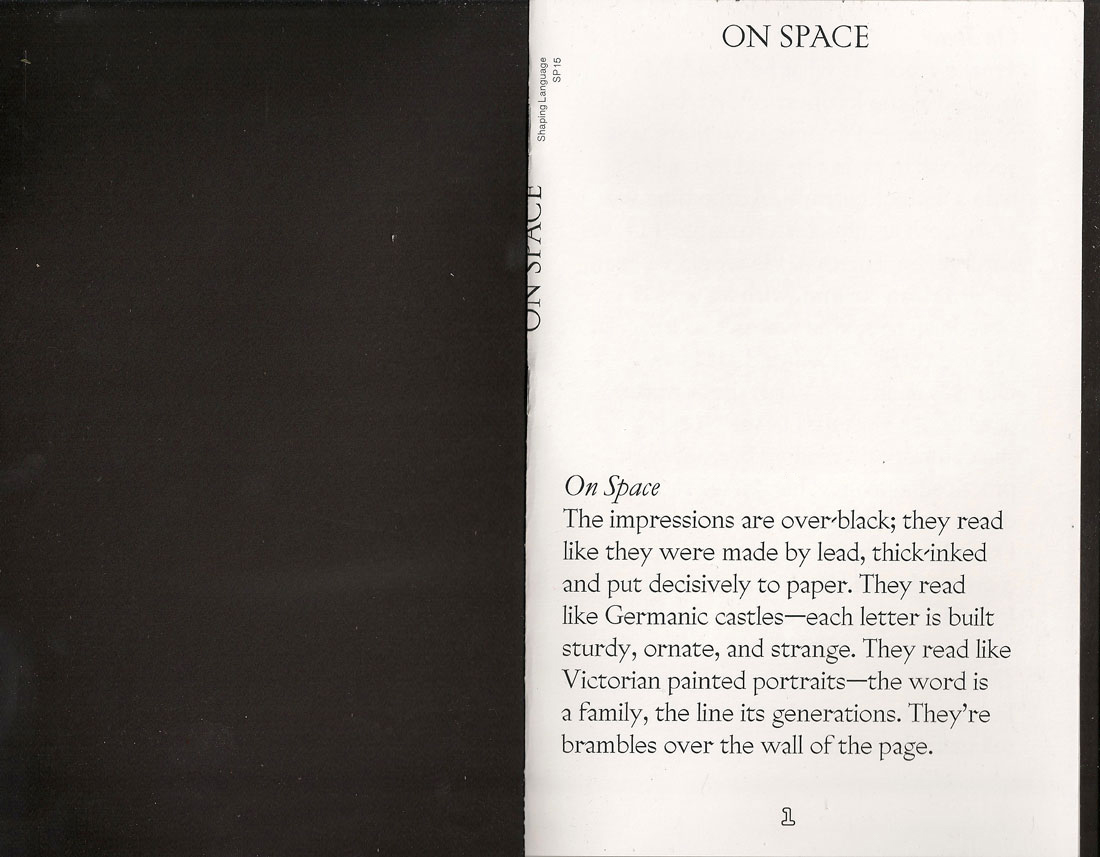 ON SPACE
Shaping Language
SP15
ON SPACE
On Space
The impressions are over-black; they read
like they were made by lead, thick-inked
and put decisively to paper. They read
like Germanic castles—each letter is built
sturdy, ornate, and strange. They read like
Victorian painted portraits—the word is
a family, the line its generations. They’re
brambles over the wall of the page.
1